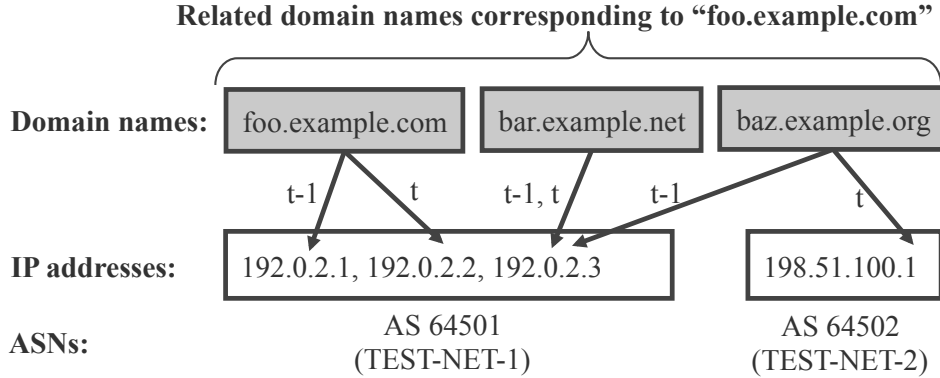 Related domain names corresponding to “foo.example.com”
Domain names: foo.example.com bar.example.net baz.example.org
t-1 t t-1, t t-1 t
IP addresses: 192.0.2.1, 192.0.2.2, 192.0.2.3 198.51.100.1
ASNs: AS 64501 AS 64502
(TEST-NET-1) (TEST-NET-2)